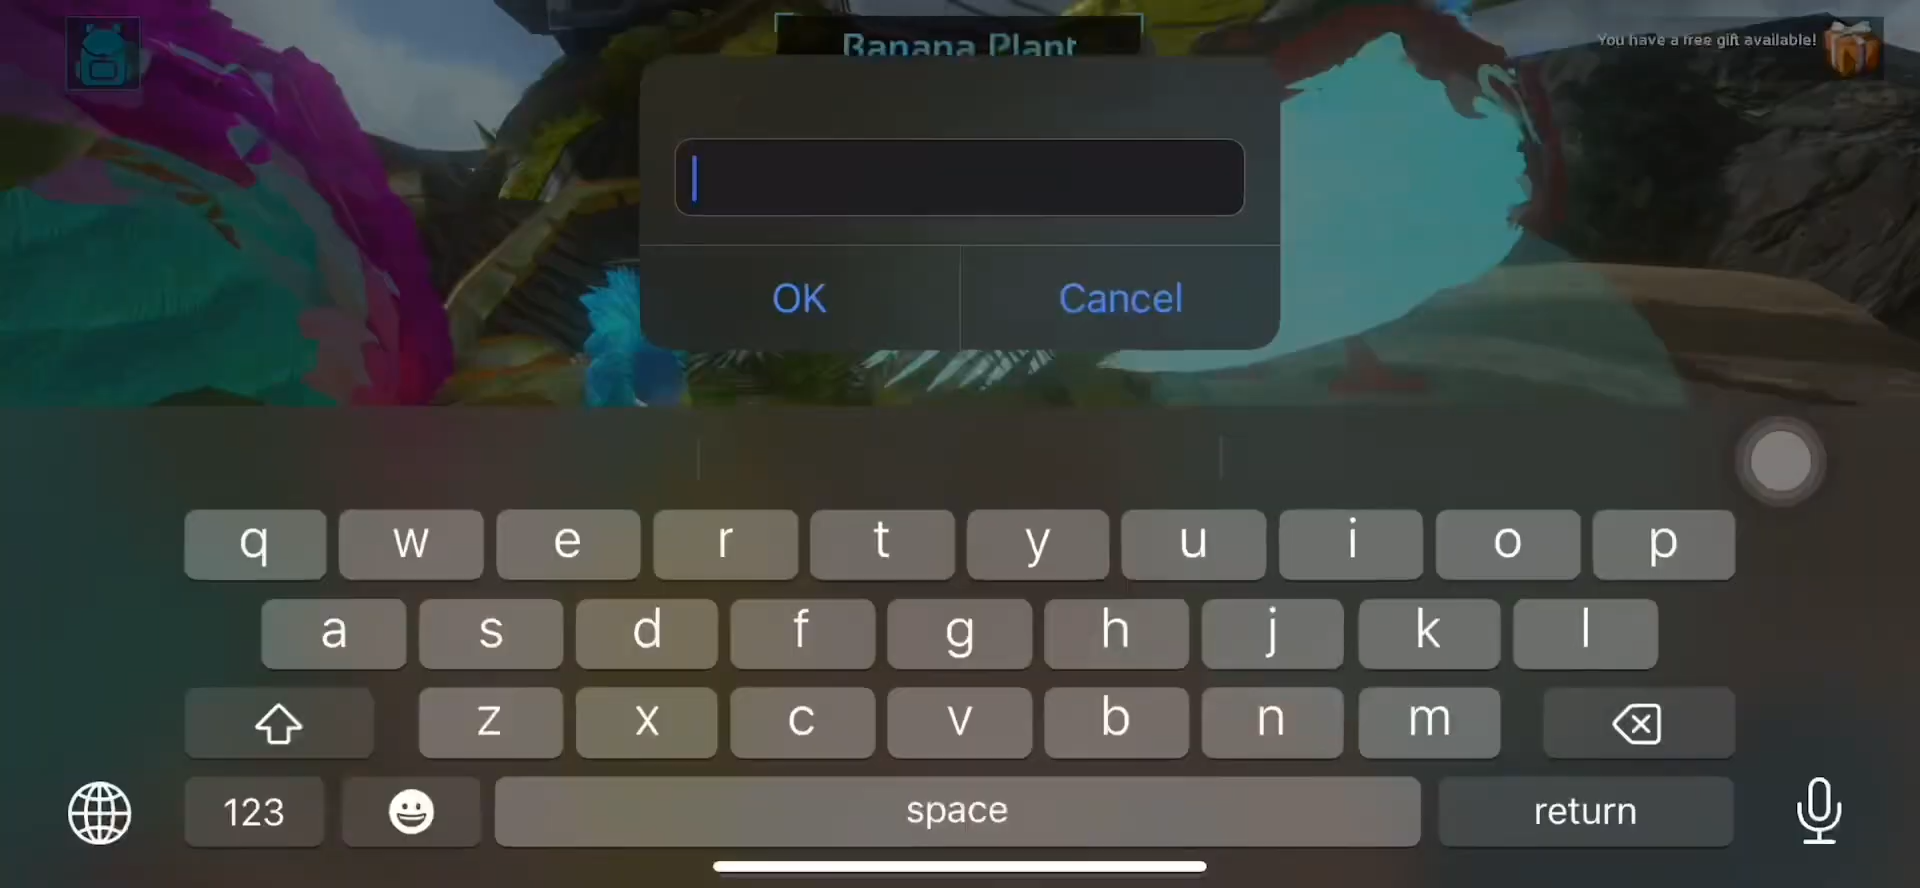 Banana Plant
You have a free gift available!
OK Cancel
q w e r t y u i o p
a s d f g h j k l
z x c v b n m
123 space return